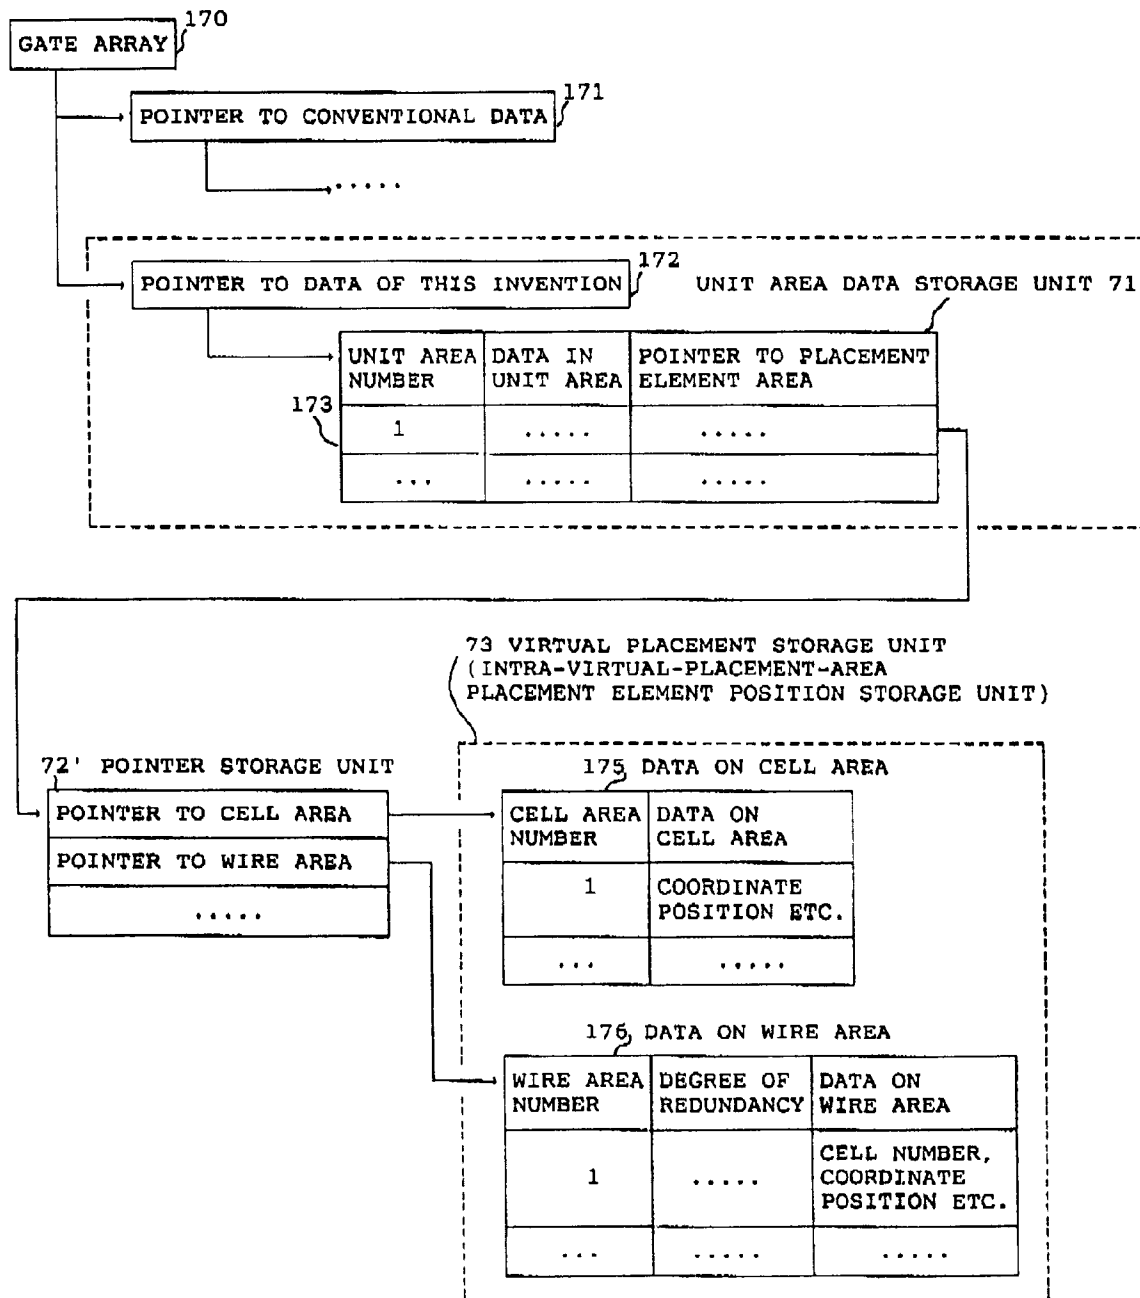 170
GATE ARRAY
171
POINTER TO CONVENTIONAL DATA
.....
172
POINTER TO DATA OF THIS INVENTION
UNIT AREA DATA STORAGE UNIT 71
UNIT AREA NUMBER
DATA IN UNIT AREA
POINTER TO PLACEMENT ELEMENT AREA
173
1
.....
.....
...
.....
.....
73 VIRTUAL PLACEMENT STORAGE UNIT
(INTRA-VIRTUAL-PLACEMENT-AREA
PLACEMENT ELEMENT POSITION STORAGE UNIT)
72' POINTER STORAGE UNIT
POINTER TO CELL AREA
POINTER TO WIRE AREA
.....
175 DATA ON CELL AREA
CELL AREA NUMBER
DATA ON CELL AREA
1
COORDINATE POSITION ETC.
...
.....
176 DATA ON WIRE AREA
WIRE AREA NUMBER
DEGREE OF REDUNDANCY
DATA ON WIRE AREA
1
.....
CELL NUMBER, COORDINATE POSITION ETC.
...
.....
.....